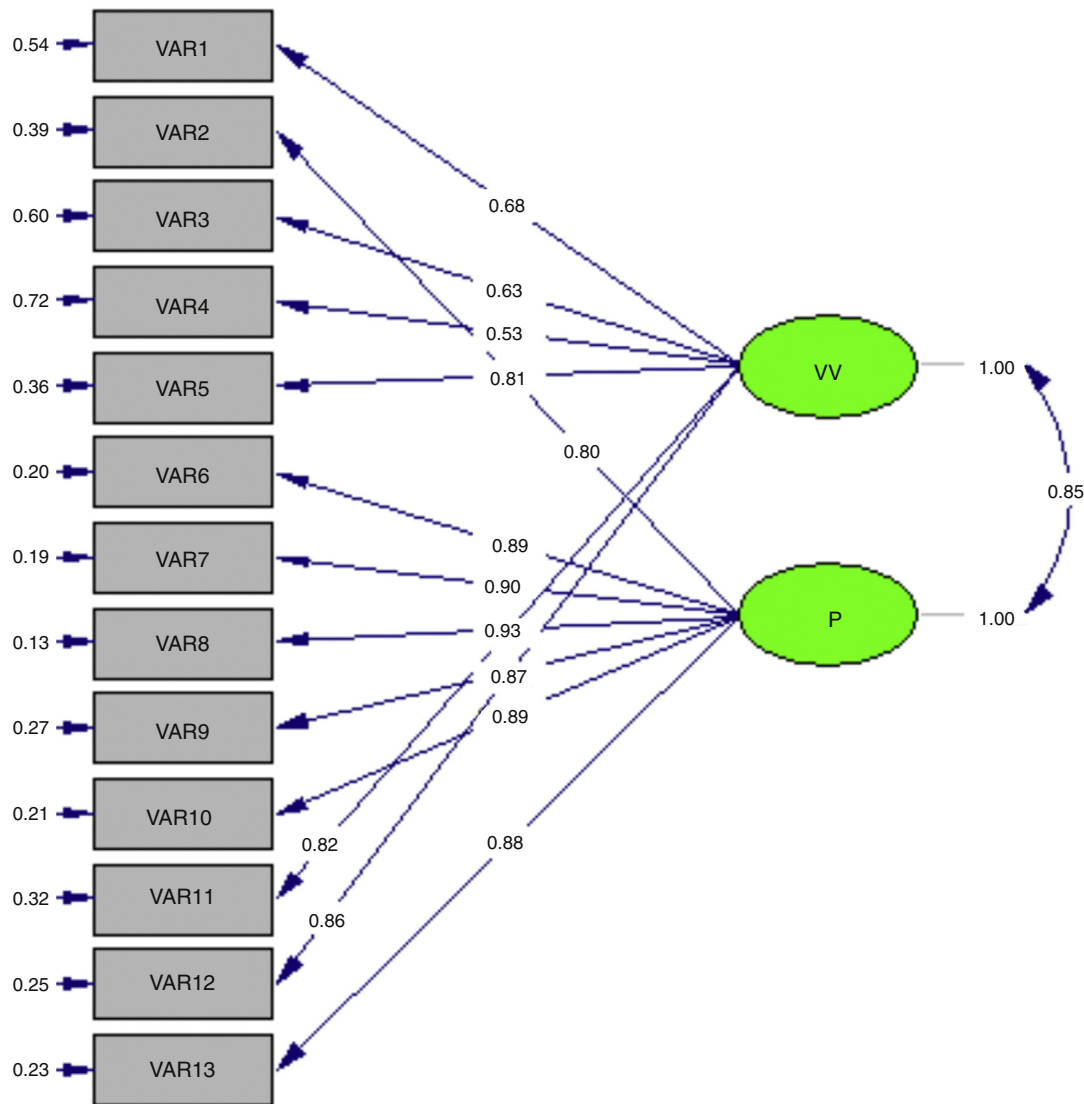 0.54 VAR1
0.39 VAR2
0.60 VAR3
0.72 VAR4
0.36 VAR5
0.20 VAR6
0.19 VAR7
0.13 VAR8
0.27 VAR9
0.21 VAR10
0.32 VAR11
0.25 VAR12
0.23 VAR13
0.68
0.63
0.53
0.81
0.80
0.89
0.90
0.93
0.87
0.89
0.82
0.86
0.88
VV 1.00
0.85
P 1.00